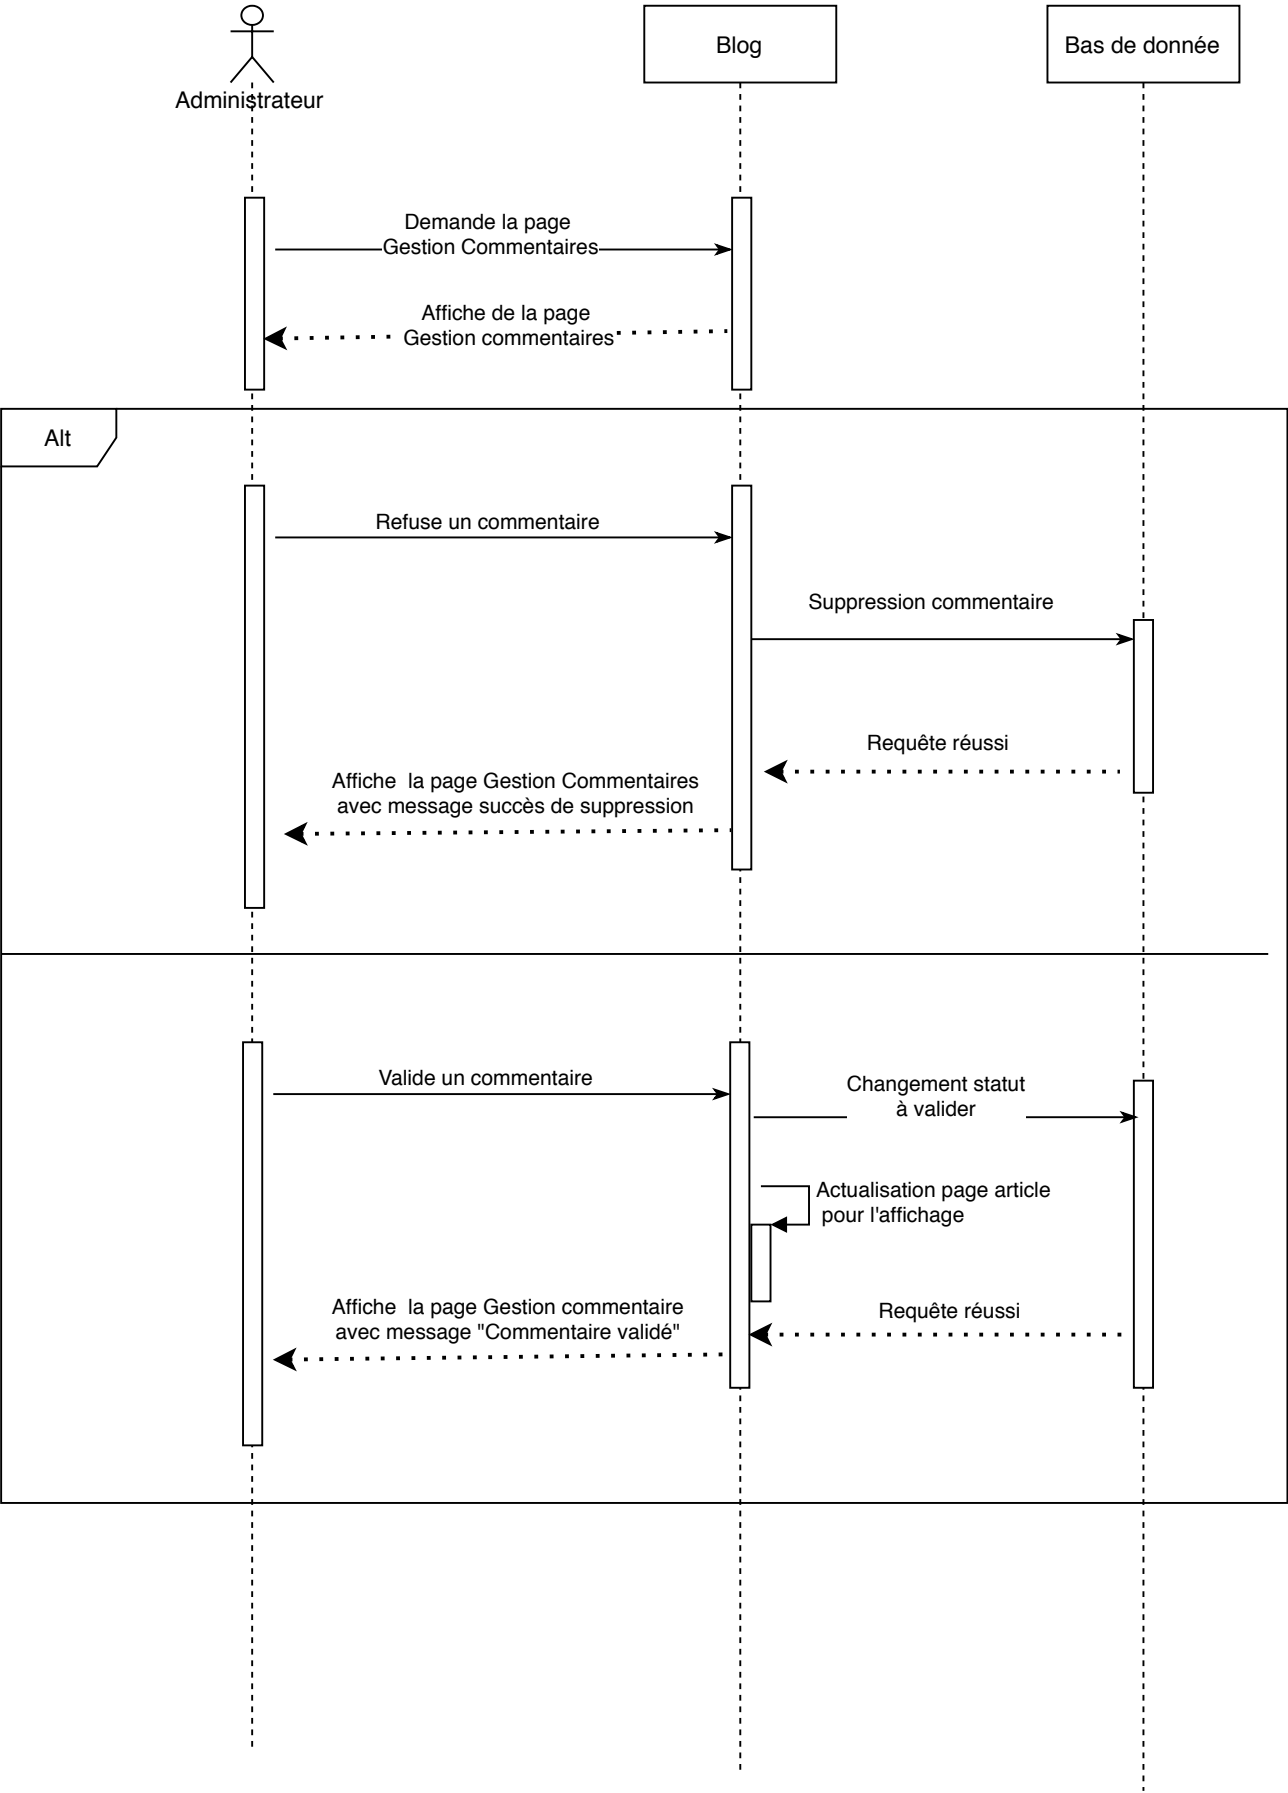 Administrateur
Blog
Bas de donnée
Demande la page
Gestion Commentaires
Affiche de la page
Gestion commentaires
Alt
Refuse un commentaire
Suppression commentaire
Requête réussi
Affiche  la page Gestion Commentaires
avec message succès de suppression
Valide un commentaire
Changement statut
à valider
Actualisation page article
pour l'affichage
Affiche  la page Gestion commentaire
avec message "Commentaire validé"
Requête réussi